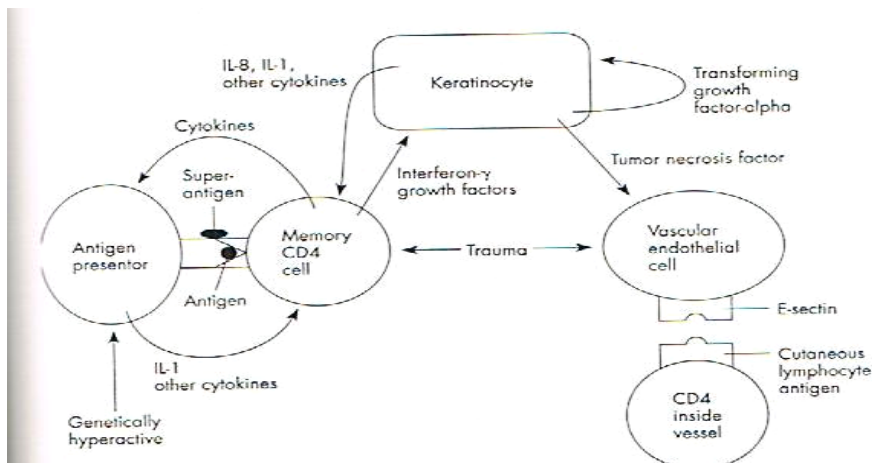 IL-8, IL-1,
other cytokines
Keratinocyte
Transforming
growth
factor-alpha
Cytokines
Super-
antigen
Interferon-γ
growth factors
Tumor necrosis factor
Antigen
presentor
Memory
CD4
cell
Trauma
Vascular
endothelial
cell
Antigen
E-sectin
IL-1
other cytokines
Cutaneous
lymphocyte
antigen
CD4
inside
vessel
Genetically
hyperactive